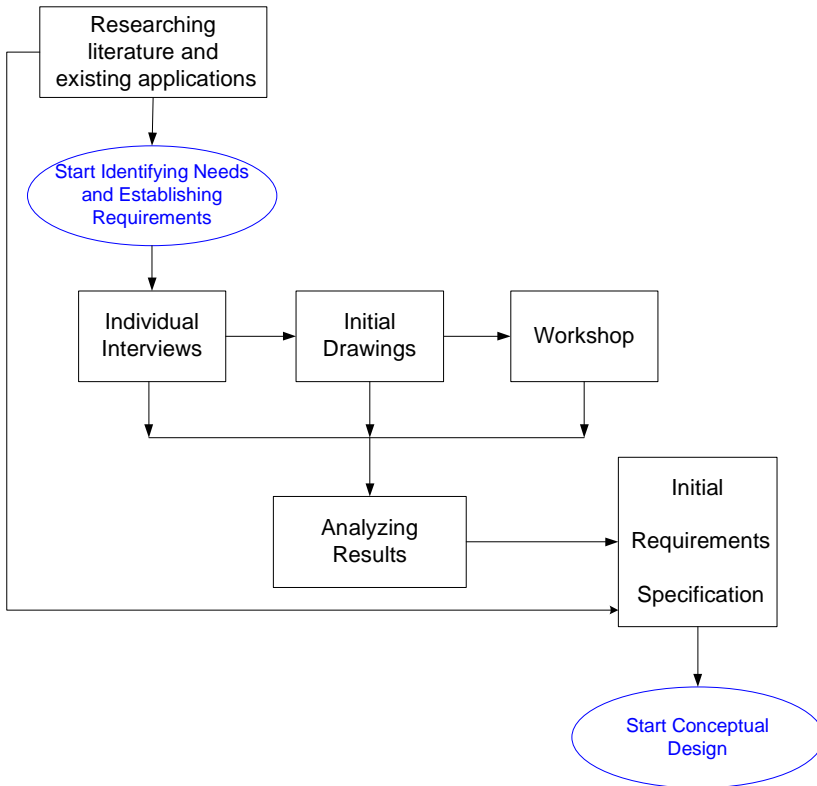 Researching
literature and
existing applications
Start Identifying Needs
and Establishing
Requirements
Individual
Interviews
Initial
Drawings
Workshop
Analyzing
Results
Initial
Requirements
Specification
Start Conceptual
Design